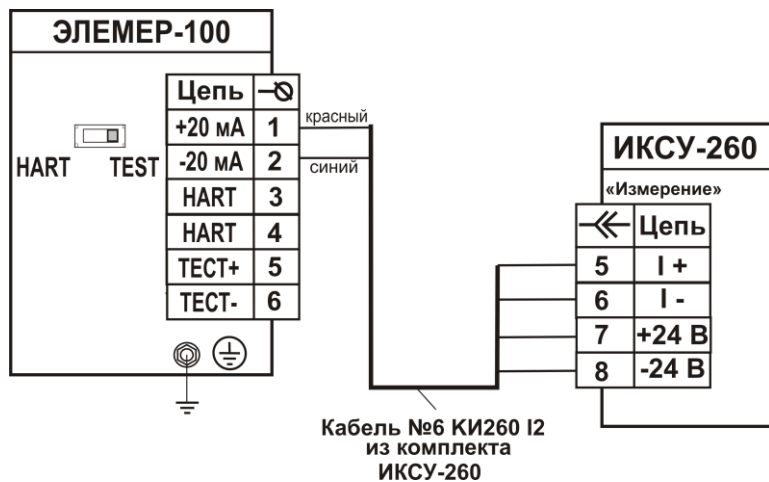 ЭЛЕМЕР-100
Цепь
+20 мА 1
-20 мА 2
HART 3
HART 4
ТЕСТ+ 5
ТЕСТ- 6
HART TEST
красный
синий
ИКСУ-260
«Измерение»
Цепь
5 I +
6 I -
7 +24 В
8 -24 В
Кабель №6 КИ260 I2
из комплекта
ИКСУ-260